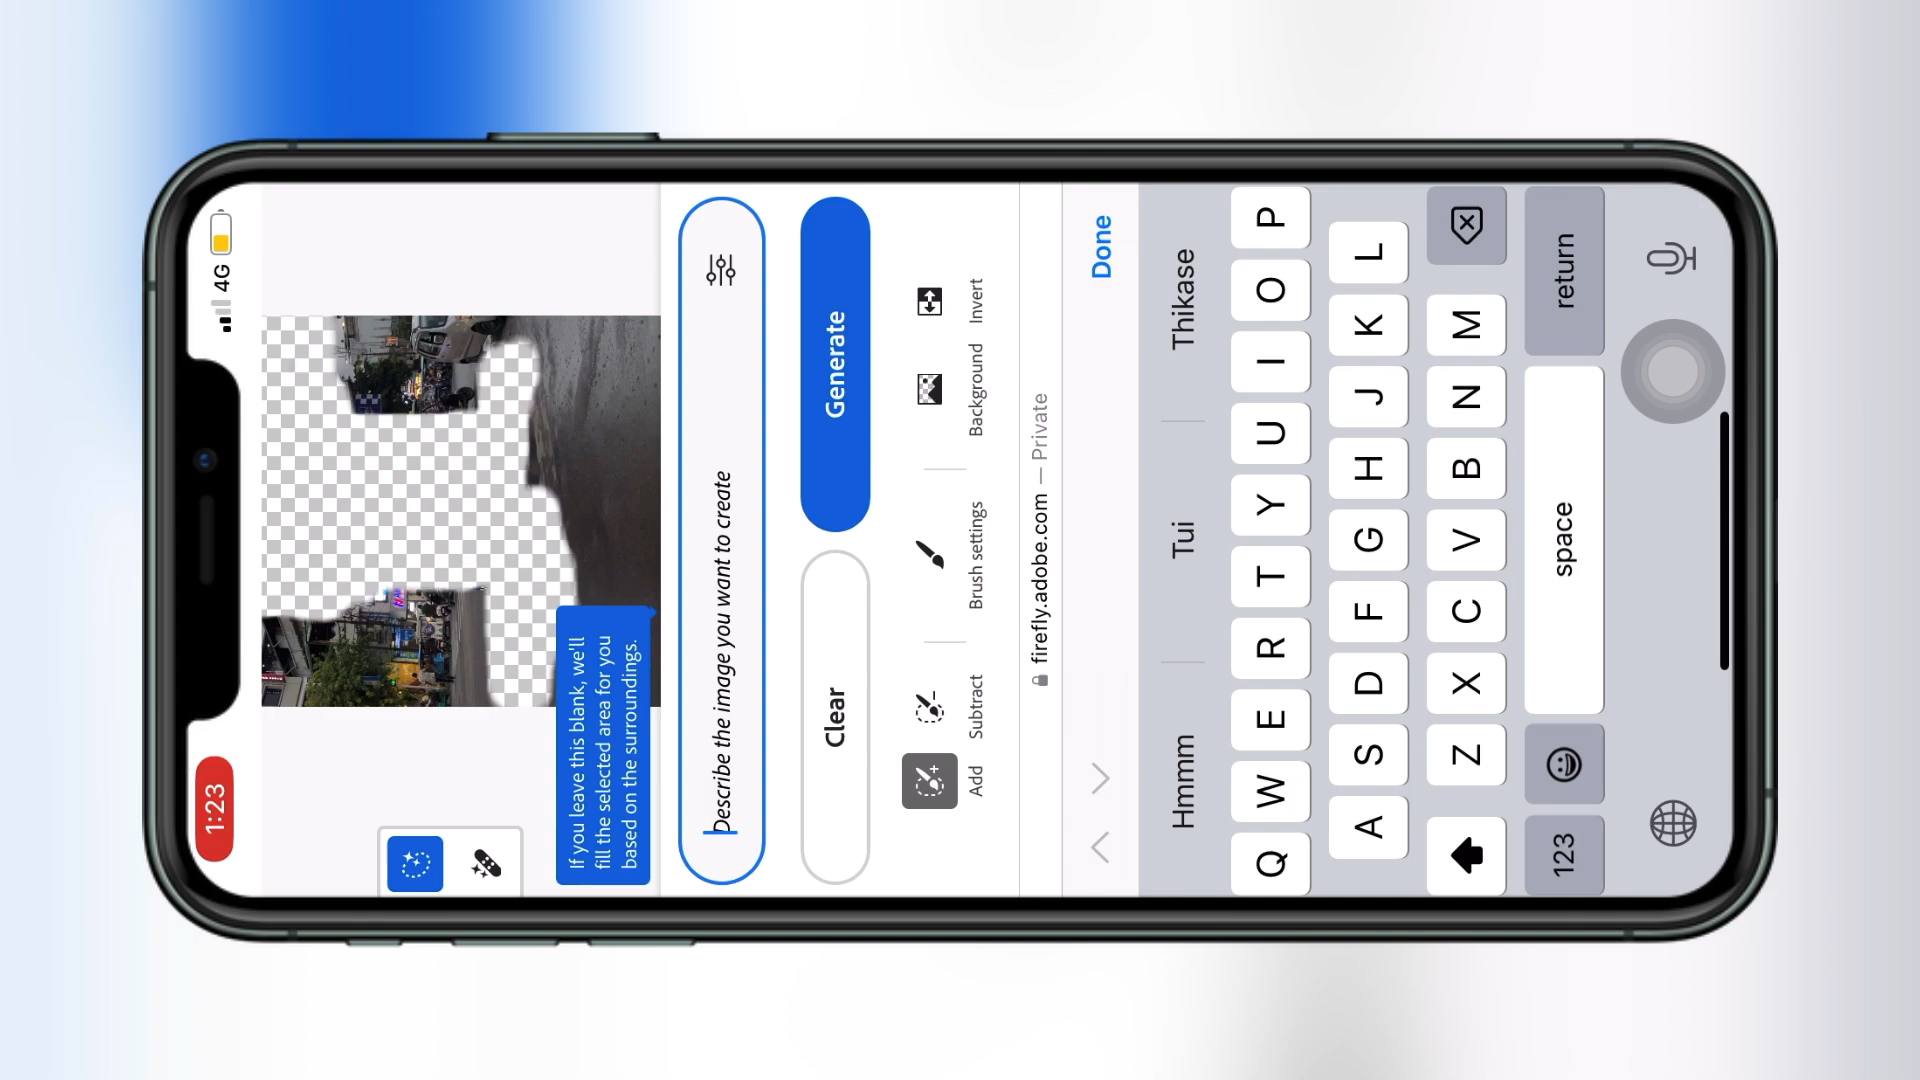 1:23
4G
If you leave this blank, we'll
fill the selected area for you
based on the surroundings.
Describe the image you want to create
Clear
Generate
Add
Subtract
Brush settings
Background
Invert
firefly.adobe.com — Private
Done
Hmmm
Tui
Thikase
Q W E R T Y U I O P
A S D F G H J K L
Z X C V B N M
123
space
return